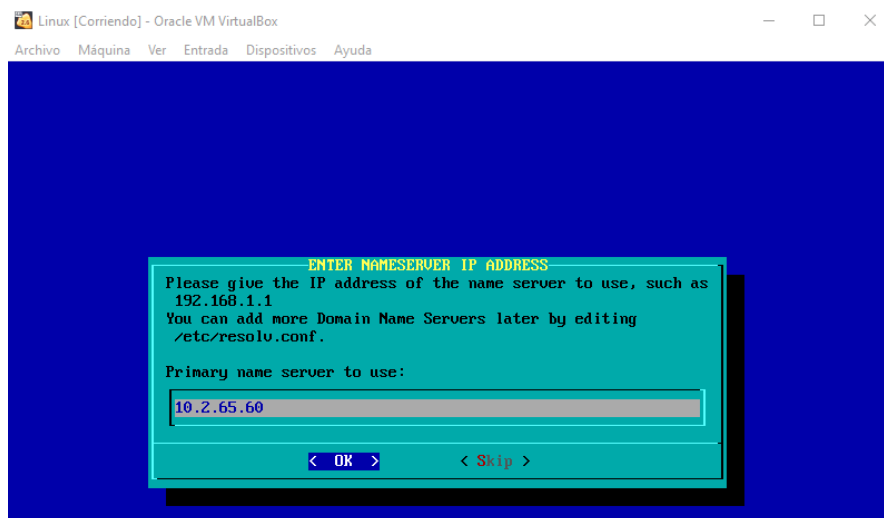 Linux [Corriendo] - Oracle VM VirtualBox
Archivo Máquina Ver Entrada Dispositivos Ayuda
ENTER NAMESERVER IP ADDRESS
Please give the IP address of the name server to use, such as
192.168.1.1
You can add more Domain Name Servers later by editing
/etc/resolv.conf.
Primary name server to use:
10.2.65.60
< OK > < Skip >